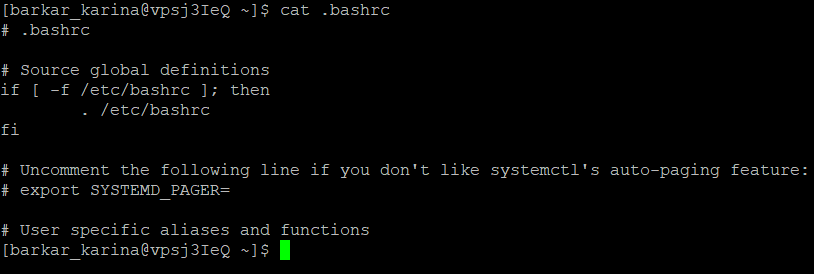 [barkar_karina@vpsj3IeQ ~]$ cat .bashrc
# .bashrc

# Source global definitions
if [ -f /etc/bashrc ]; then
        . /etc/bashrc
fi

# Uncomment the following line if you don't like systemctl's auto-paging feature:
# export SYSTEMD_PAGER=

# User specific aliases and functions
[barkar_karina@vpsj3IeQ ~]$